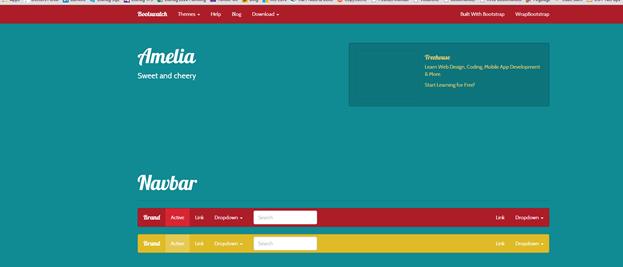 Bootswatch Themes Help Blog Download Built With Bootstrap WrapBootstrap
Amelia
Sweet and cheery
Treehouse
Learn Web Design, Coding, Mobile App Development
& More.
Start Learning for Free!
Navbar
Brand Active Link Dropdown Search Link Dropdown
Brand Active Link Dropdown Search Link Dropdown